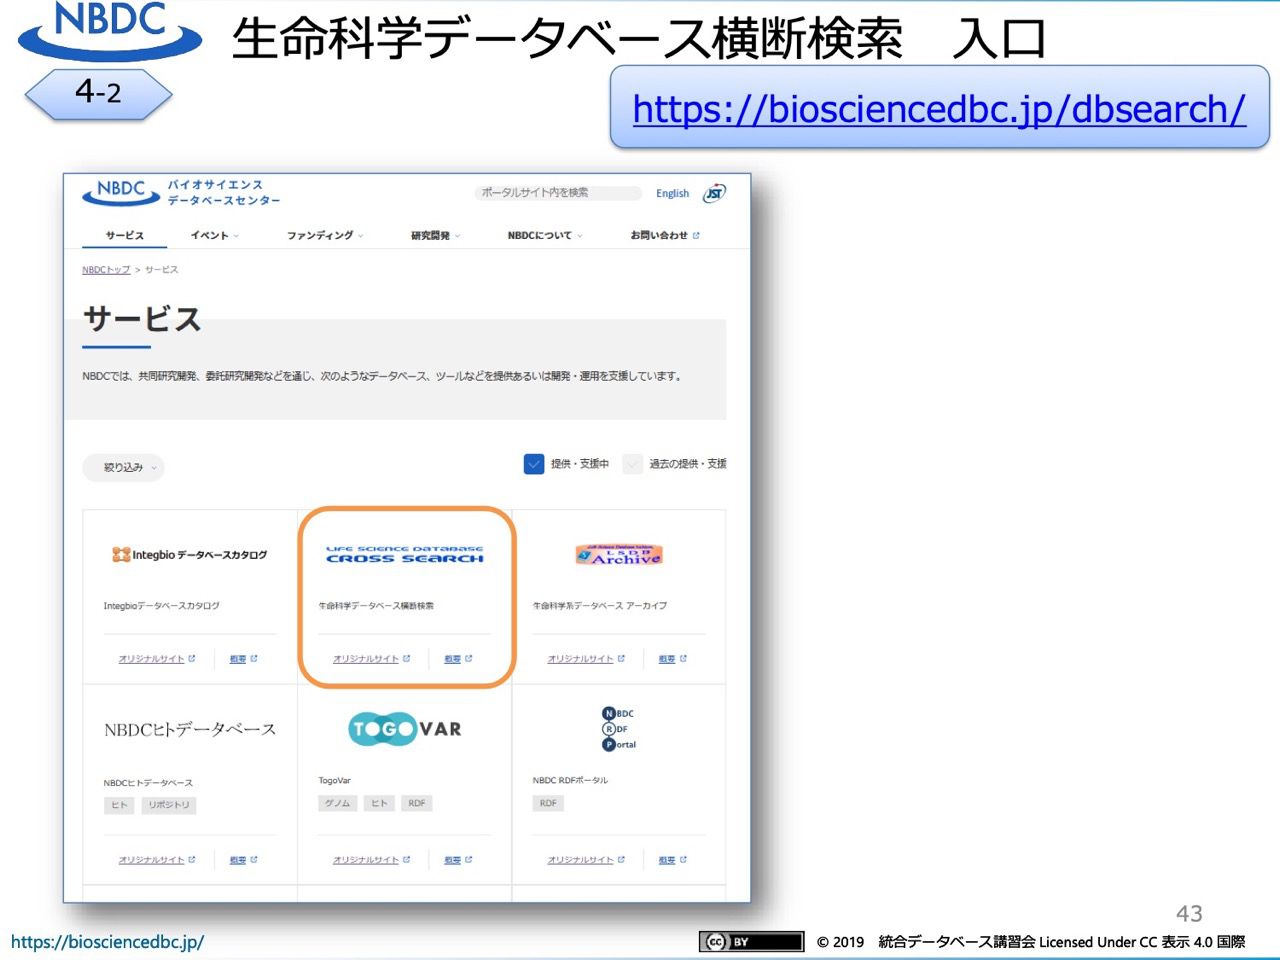 NBDC
生命科学データベース横断検索　入口
4-2
https://biosciencedbc.jp/dbsearch/
NBDC
バイオサイエンス
データベースセンター
ポータルサイト内を検索
English
JST
サービス
イベント
ファンディング
研究開発
NBDCについて
お問い合わせ
NBDCトップ > サービス
サービス
NBDCでは、共同研究開発、委託研究開発などを通じ、次のようなデータベース、ツールなどを提供あるいは開発・運用を支援しています。
絞り込み
提供・支援中
過去の提供・支援
Integbio データベースカタログ
Integbioデータベースカタログ
オリジナルサイト 概要
LIFE SCIENCE DATABASE
CROSS SEARCH
生命科学データベース横断検索
オリジナルサイト 概要
LSDB
Archive
生命科学系データベース アーカイブ
オリジナルサイト 概要
NBDCヒトデータベース
NBDCヒトデータベース
ヒト リポジトリ
オリジナルサイト 概要
TOGOVAR
TogoVar
ゲノム ヒト RDF
オリジナルサイト 概要
NBDC
RDF
Portal
NBDC RDFポータル
RDF
オリジナルサイト 概要
43
https://biosciencedbc.jp/
cc BY
© 2019　統合データベース講習会 Licensed Under CC 表示 4.0 国際